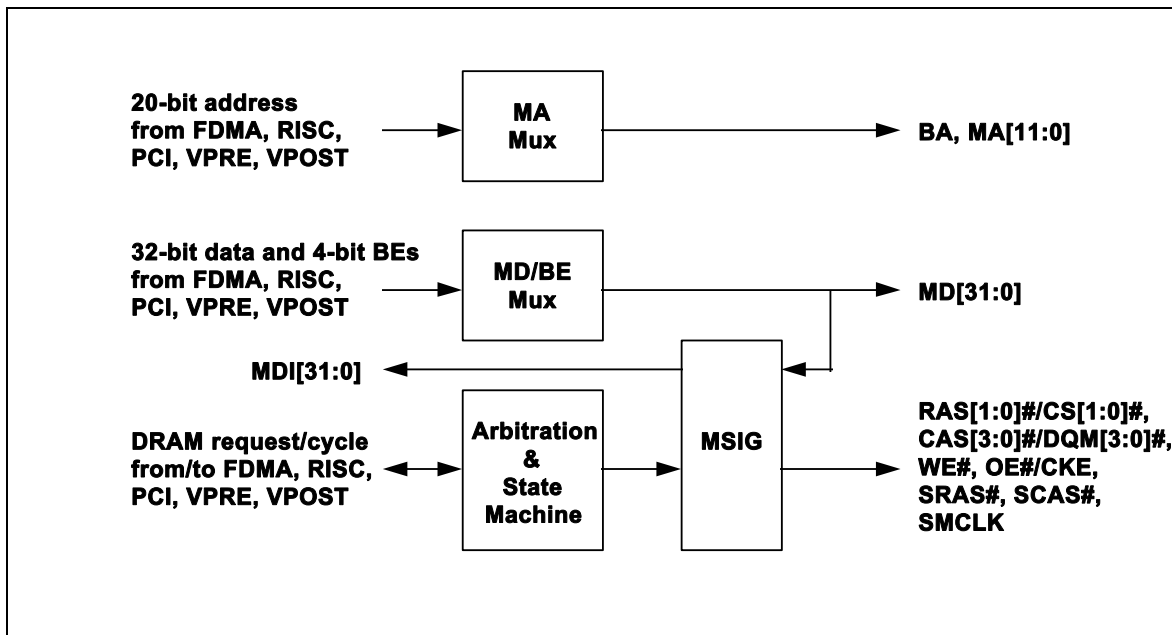 20-bit address
from FDMA, RISC,
PCI, VPRE, VPOST
MA
Mux
BA, MA[11:0]
32-bit data and 4-bit BEs
from FDMA, RISC,
PCI, VPRE, VPOST
MD/BE
Mux
MD[31:0]
MDI[31:0]
DRAM request/cycle
from/to FDMA, RISC,
PCI, VPRE, VPOST
Arbitration
&
State
Machine
MSIG
RAS[1:0]#/CS[1:0]#,
CAS[3:0]#/DQM[3:0]#,
WE#, OE#/CKE,
SRAS#, SCAS#,
SMCLK